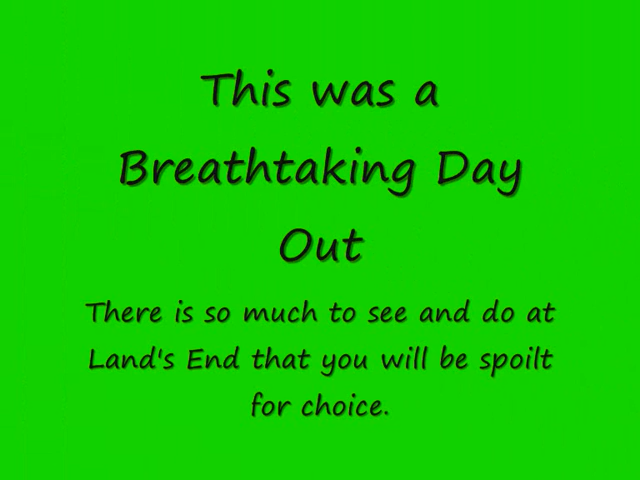 This was a
Breathtaking Day
Out
There is so much to see and do at
Land's End that you will be spoilt
for choice.